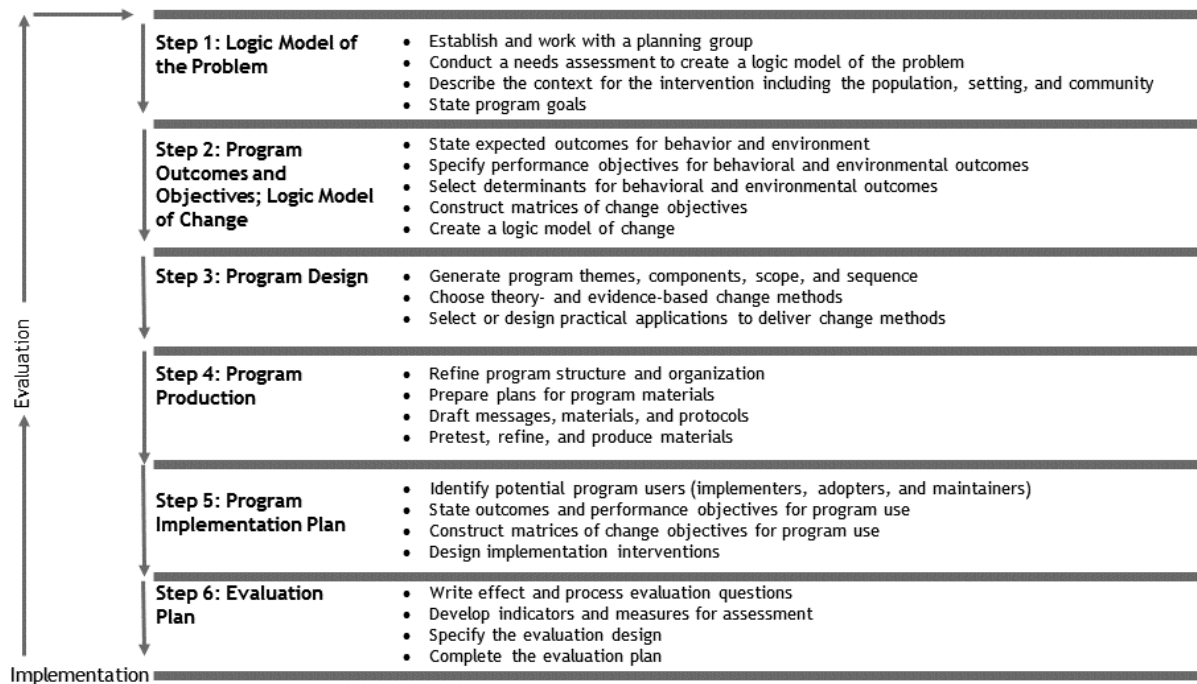 Step 1: Logic Model of
the Problem
• Establish and work with a planning group
• Conduct a needs assessment to create a logic model of the problem
• Describe the context for the intervention including the population, setting, and community
• State program goals
Step 2: Program
Outcomes and
Objectives; Logic Model
of Change
• State expected outcomes for behavior and environment
• Specify performance objectives for behavioral and environmental outcomes
• Select determinants for behavioral and environmental outcomes
• Construct matrices of change objectives
• Create a logic model of change
Step 3: Program Design
• Generate program themes, components, scope, and sequence
• Choose theory- and evidence-based change methods
• Select or design practical applications to deliver change methods
Step 4: Program
Production
• Refine program structure and organization
• Prepare plans for program materials
• Draft messages, materials, and protocols
• Pretest, refine, and produce materials
Step 5: Program
Implementation Plan
• Identify potential program users (implementers, adopters, and maintainers)
• State outcomes and performance objectives for program use
• Construct matrices of change objectives for program use
• Design implementation interventions
Step 6: Evaluation
Plan
• Write effect and process evaluation questions
• Develop indicators and measures for assessment
• Specify the evaluation design
• Complete the evaluation plan
Evaluation
Implementation